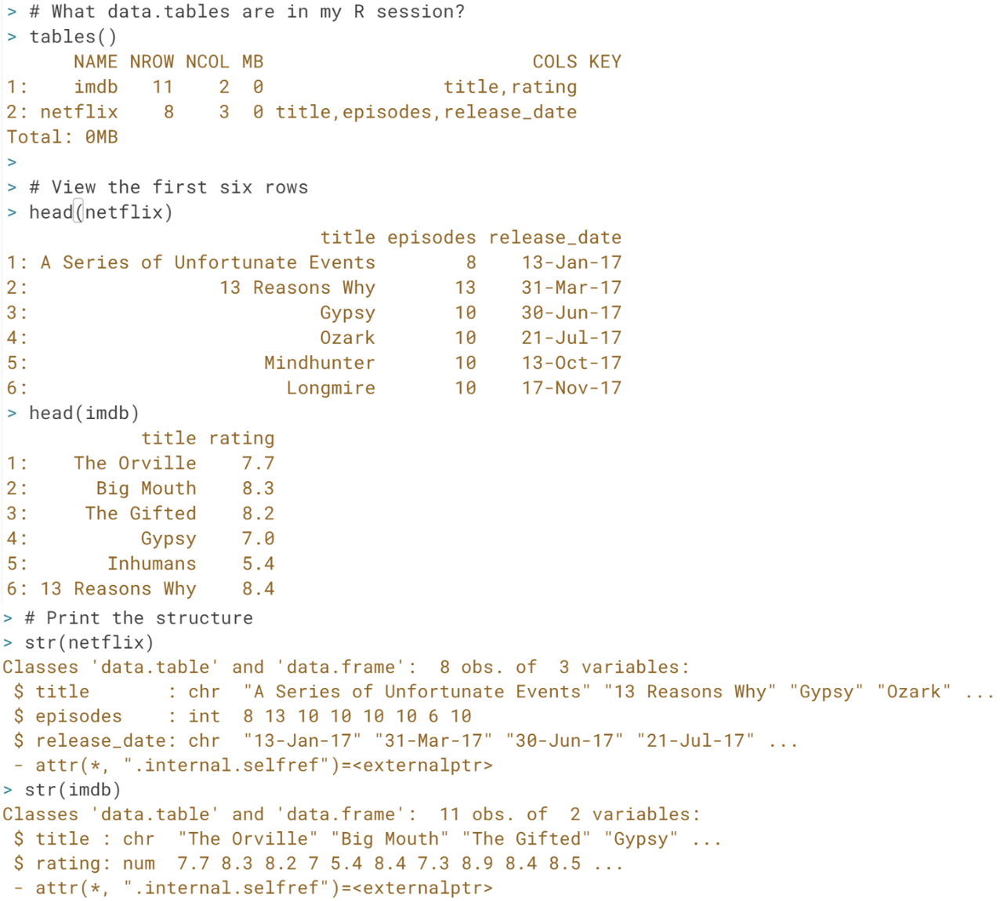 > # What data.tables are in my R session?
> tables()
      NAME NROW NCOL MB                        COLS KEY
1:    imdb   11    2  0                title,rating
2: netflix    8    3  0 title,episodes,release_date
Total: 0MB
>
> # View the first six rows
> head(netflix)
                            title episodes release_date
1: A Series of Unfortunate Events        8    13-Jan-17
2:                 13 Reasons Why       13    31-Mar-17
3:                          Gypsy       10    30-Jun-17
4:                          Ozark       10    21-Jul-17
5:                     Mindhunter       10    13-Oct-17
6:                       Longmire       10    17-Nov-17
> head(imdb)
            title rating
1:    The Orville    7.7
2:      Big Mouth    8.3
3:     The Gifted    8.2
4:          Gypsy    7.0
5:       Inhumans    5.4
6: 13 Reasons Why    8.4
> # Print the structure
> str(netflix)
Classes 'data.table' and 'data.frame':  8 obs. of  3 variables:
 $ title       : chr  "A Series of Unfortunate Events" "13 Reasons Why" "Gypsy" "Ozark" ...
 $ episodes    : int  8 13 10 10 10 10 6 10
 $ release_date: chr  "13-Jan-17" "31-Mar-17" "30-Jun-17" "21-Jul-17" ...
 - attr(*, ".internal.selfref")=<externalptr>
> str(imdb)
Classes 'data.table' and 'data.frame':  11 obs. of  2 variables:
 $ title : chr  "The Orville" "Big Mouth" "The Gifted" "Gypsy" ...
 $ rating: num  7.7 8.3 8.2 7 5.4 8.4 7.3 8.9 8.4 8.5 ...
 - attr(*, ".internal.selfref")=<externalptr>